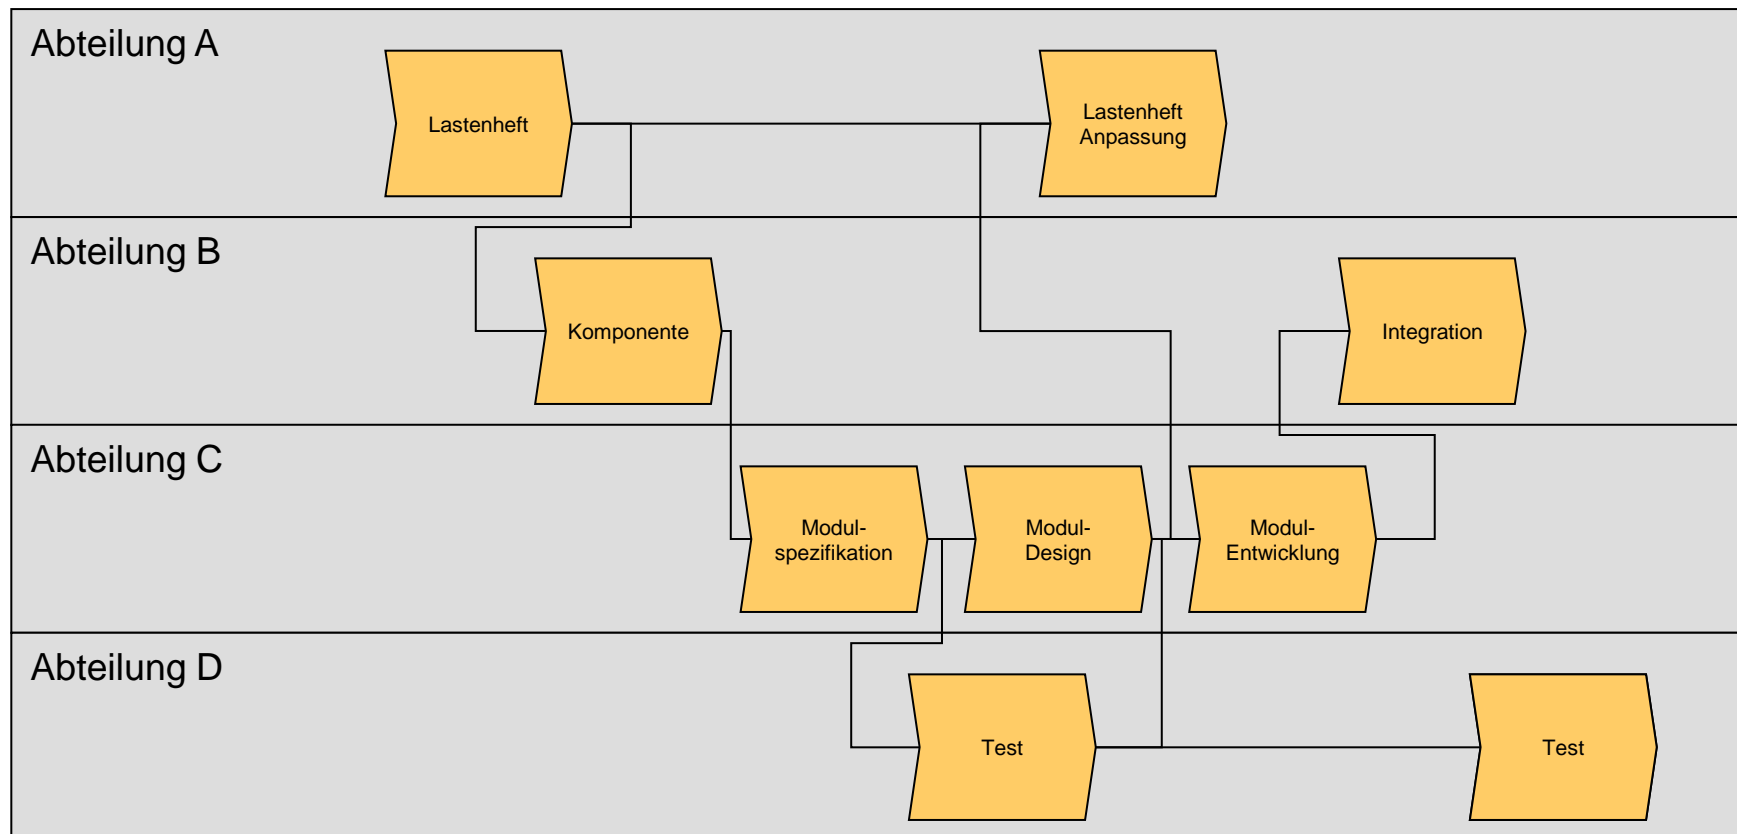 Abteilung A
Lastenheft
Lastenheft
Anpassung
Abteilung B
Komponente
Integration
Abteilung C
Modul-
spezifikation
Modul-
Design
Modul-
Entwicklung
Abteilung D
Test
Test